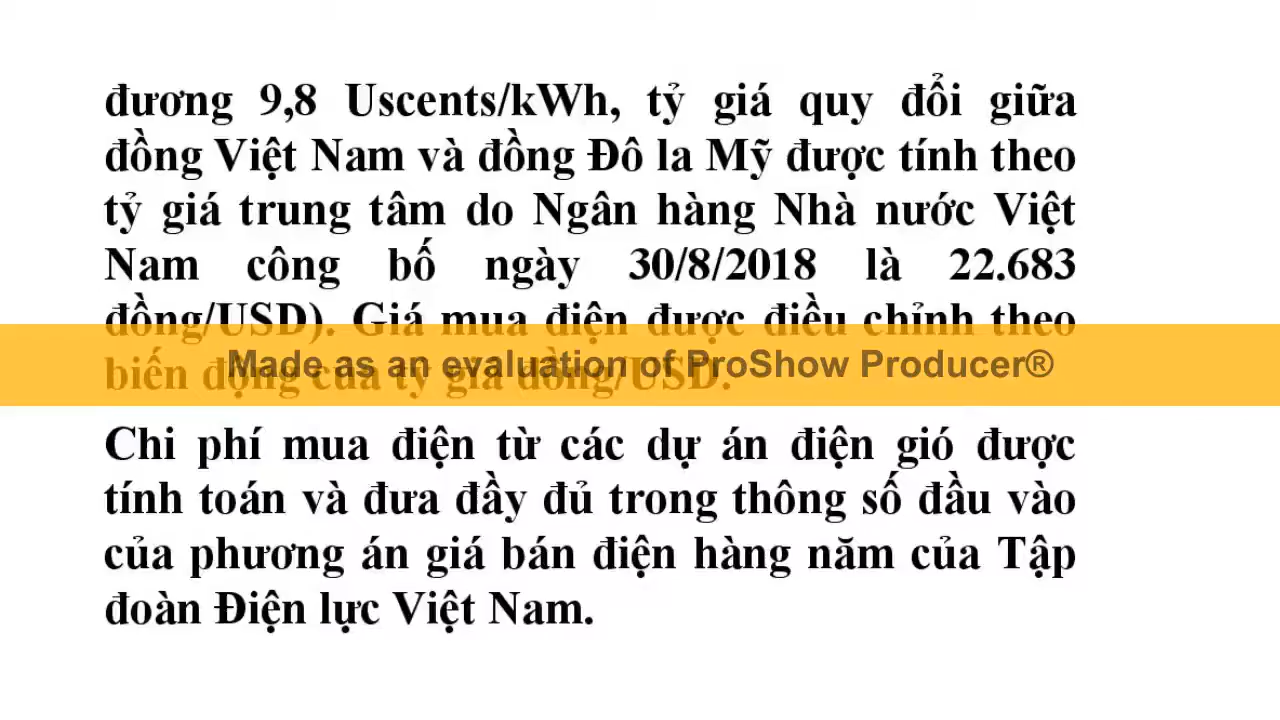 đương 9,8 Uscents/kWh, tỷ giá quy đổi giữa
đồng Việt Nam và đồng Đô la Mỹ được tính theo
tỷ giá trung tâm do Ngân hàng Nhà nước Việt
Nam công bố ngày 30/8/2018 là 22.683
đồng/USD). Giá mua điện được điều chỉnh theo
biến động của tỷ giá đồng/USD.
Made as an evaluation of ProShow Producer®
Chi phí mua điện từ các dự án điện gió được
tính toán và đưa đầy đủ trong thông số đầu vào
của phương án giá bán điện hàng năm của Tập
đoàn Điện lực Việt Nam.